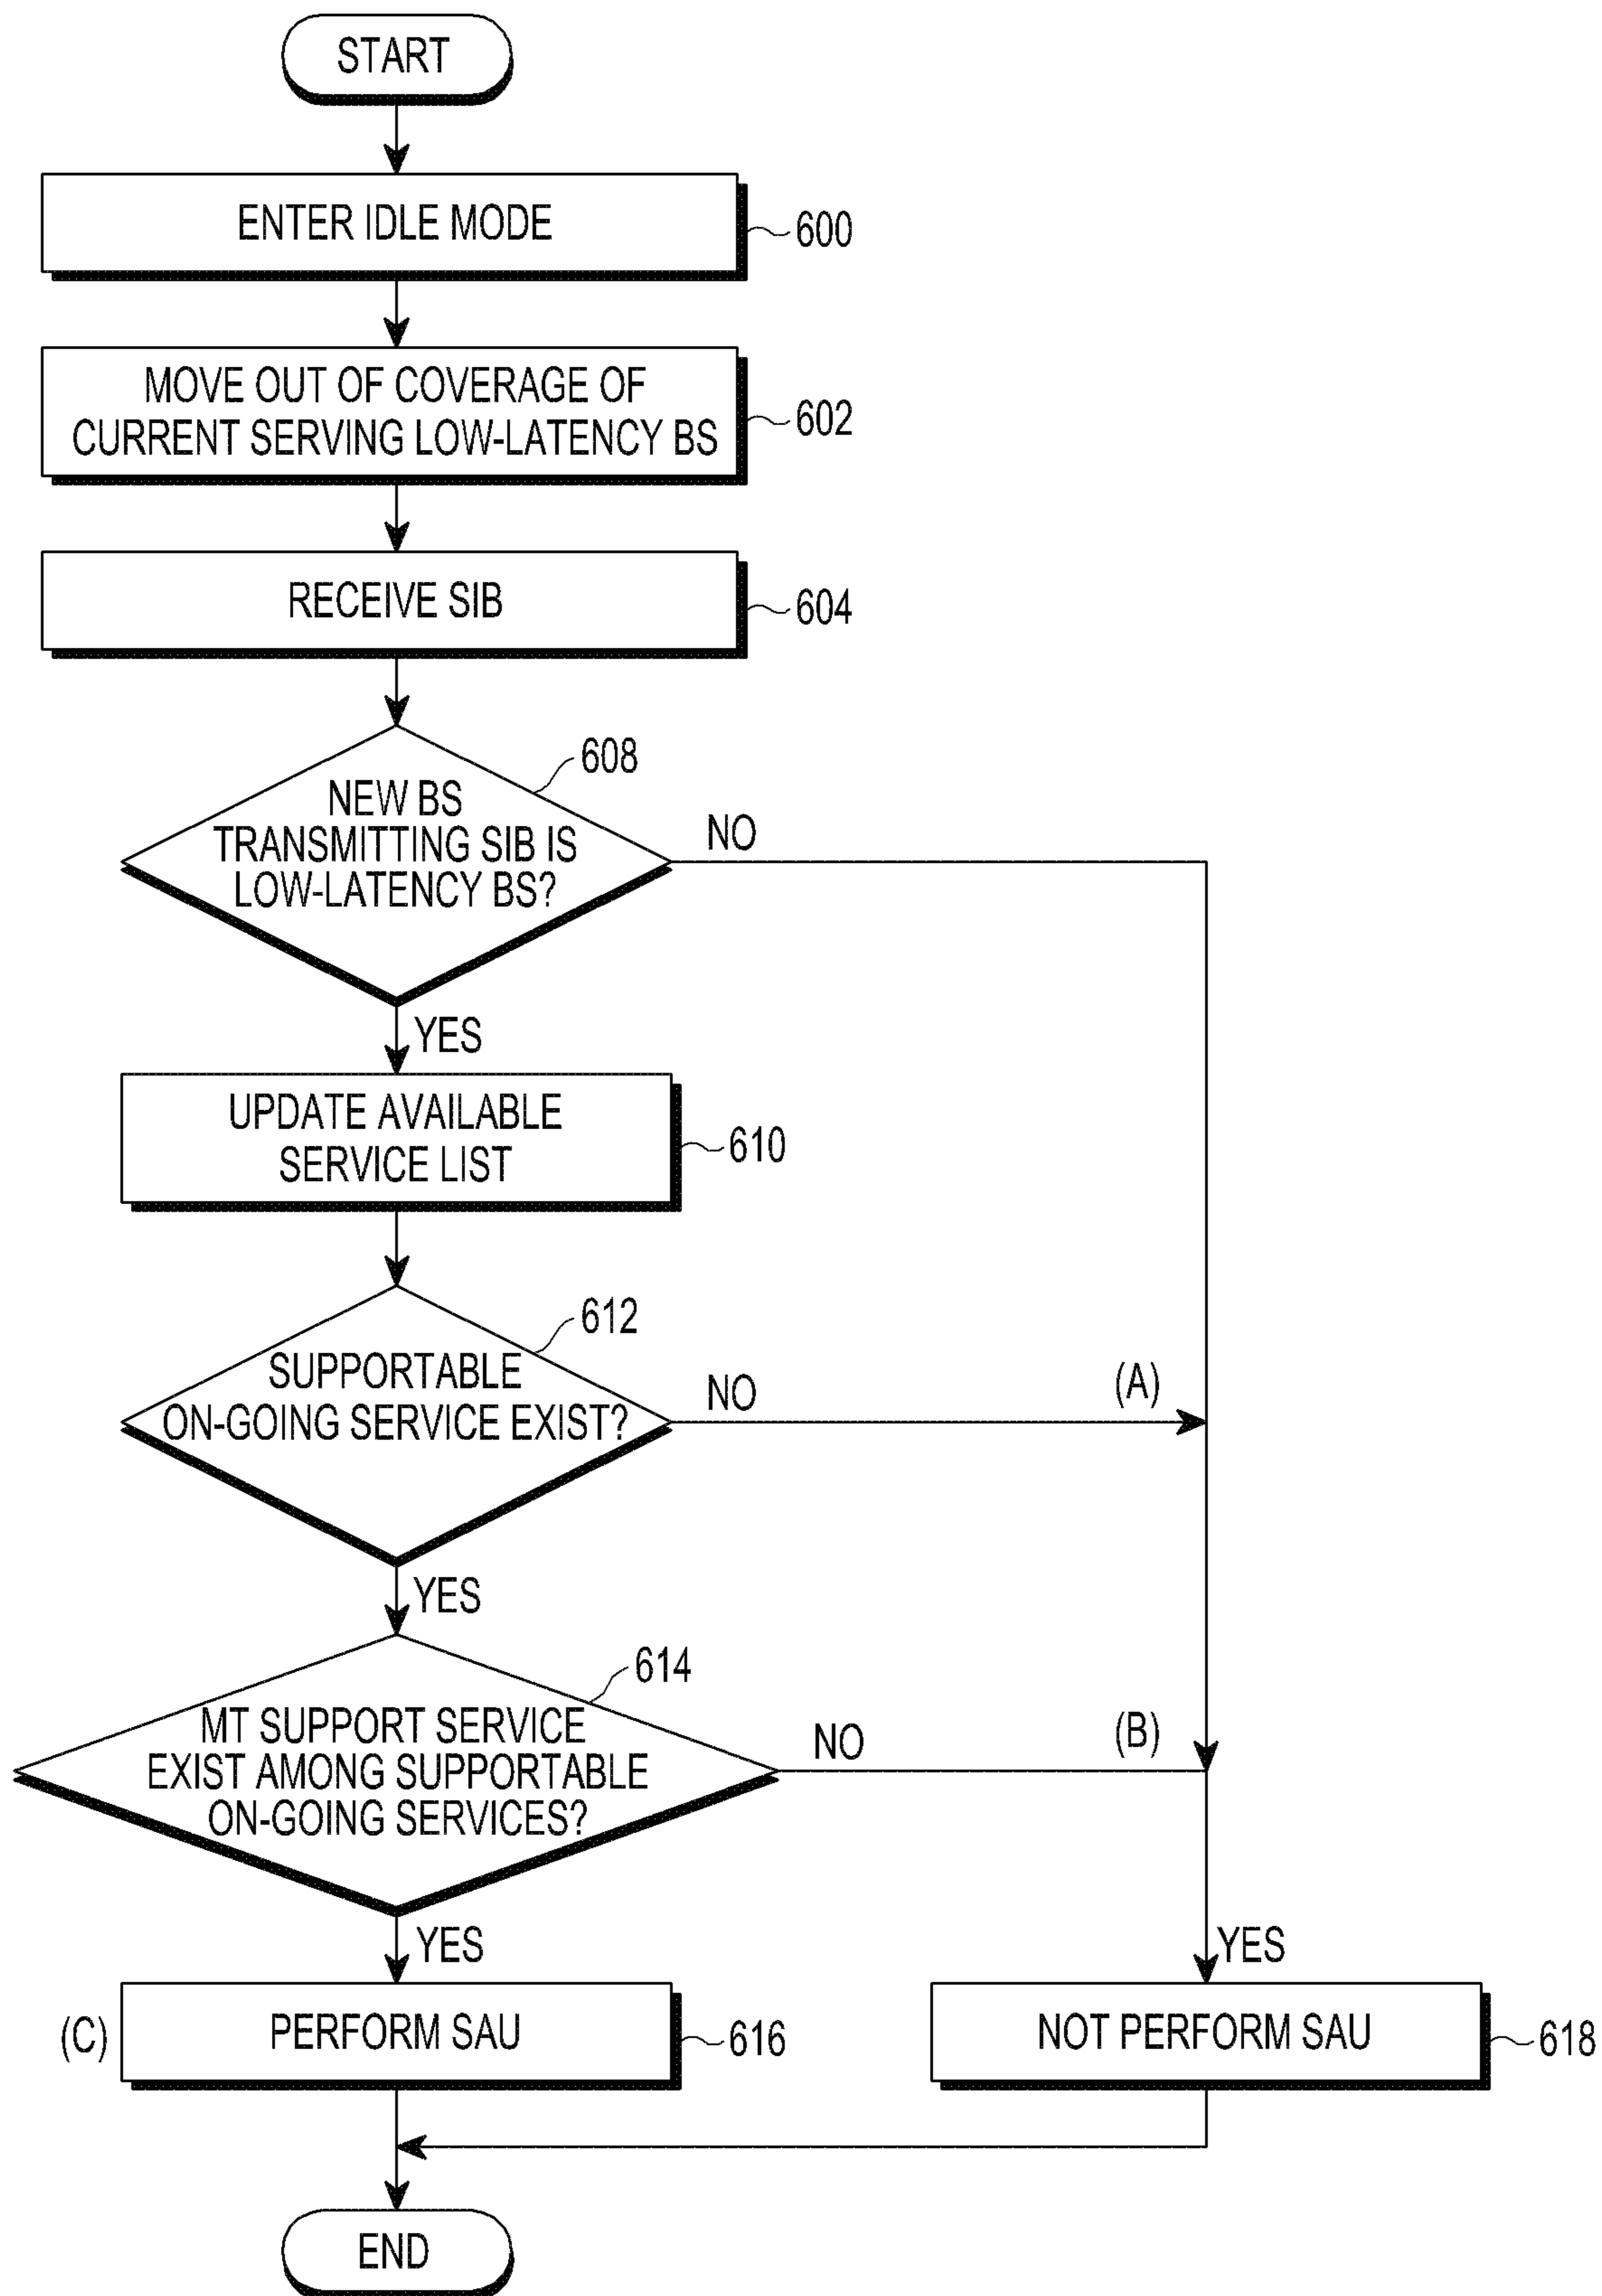 START
ENTER IDLE MODE
600
MOVE OUT OF COVERAGE OF
CURRENT SERVING LOW-LATENCY BS
602
RECEIVE SIB
604
608
NEW BS
TRANSMITTING SIB IS
LOW-LATENCY BS?
NO
YES
UPDATE AVAILABLE
SERVICE LIST
610
612
SUPPORTABLE
ON-GOING SERVICE EXIST?
NO
(A)
YES
614
MT SUPPORT SERVICE
EXIST AMONG SUPPORTABLE
ON-GOING SERVICES?
NO
(B)
YES
YES
(C)
PERFORM SAU
616
NOT PERFORM SAU
618
END